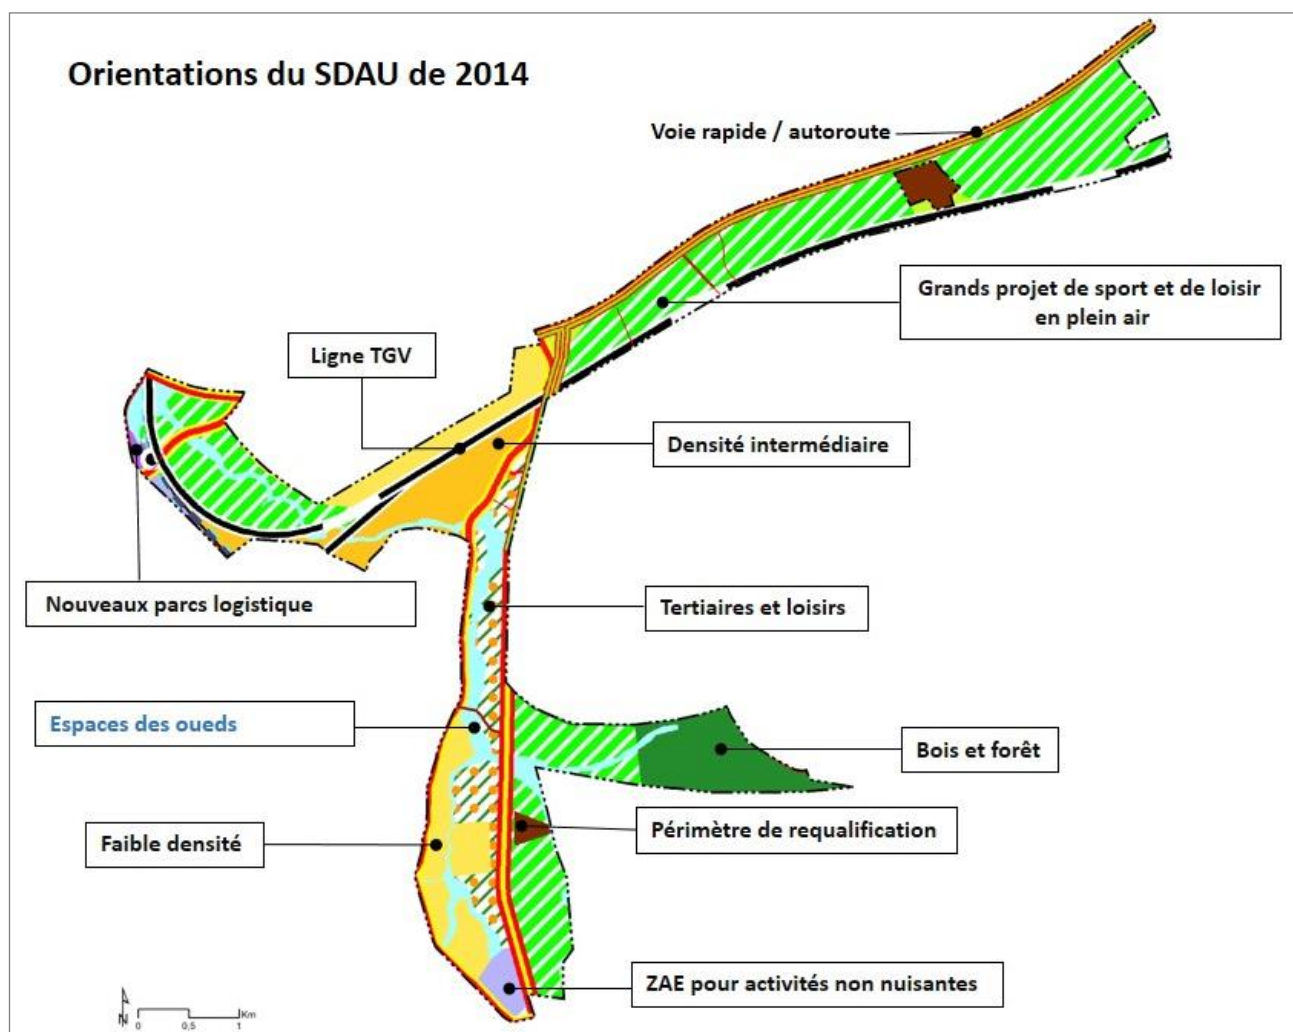 Orientations du SDAU de 2014
Voie rapide / autoroute
Grands projet de sport et de loisir
en plein air
Ligne TGV
Densité intermédiaire
Nouveaux parcs logistique
Tertiaires et loisirs
Espaces des oueds
Bois et forêt
Périmètre de requalification
Faible densité
ZAE pour activités non nuisantes
N
Km
0 0,5 1